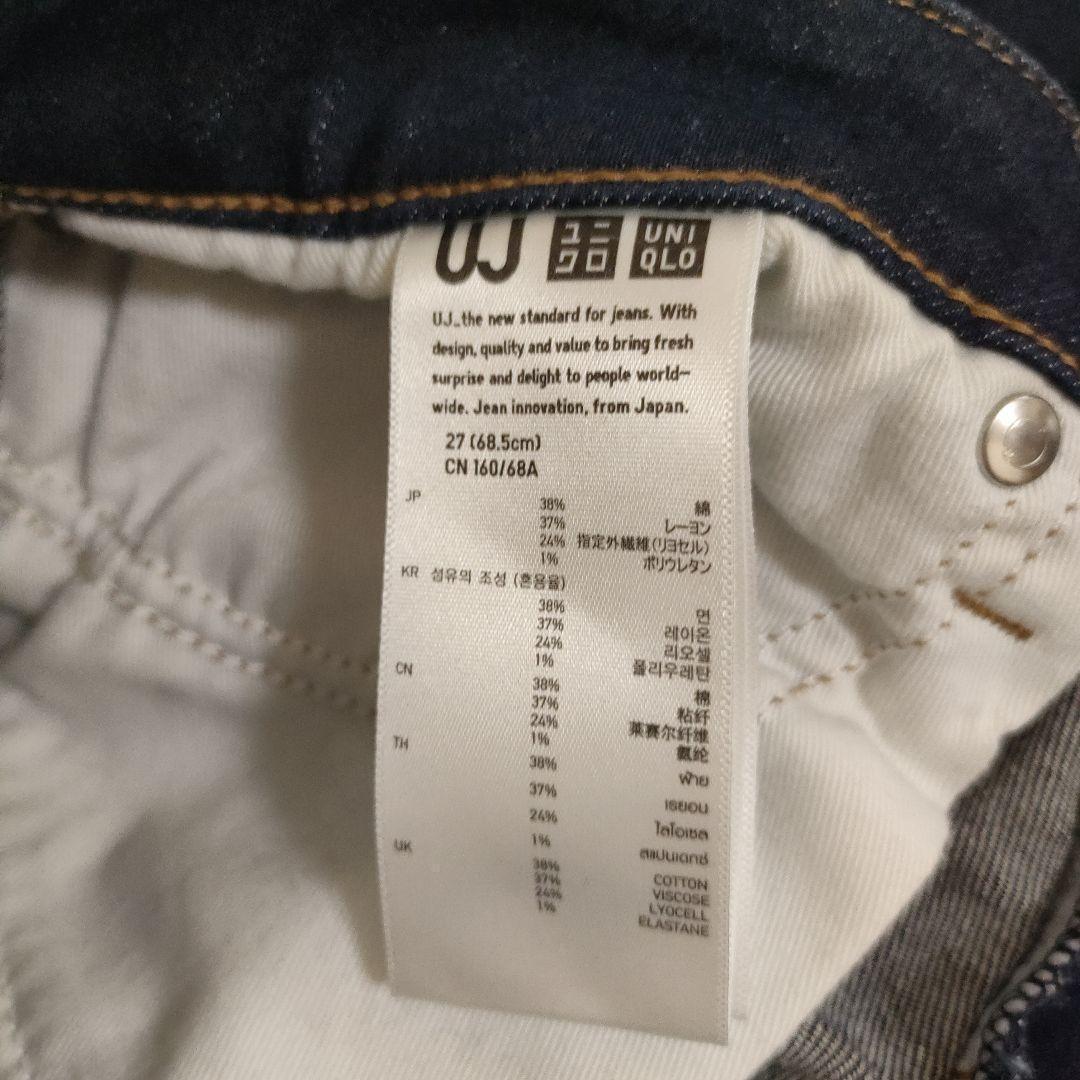 UJ ユニクロ UNIQLO
UJ_the new standard for jeans. With
design, quality and value to bring fresh
surprise and delight to people world-
wide. Jean innovation, from Japan.
27 (68.5cm)
CN 160/68A
JP
38% 綿
37% レーヨン
24% 指定外繊維(リヨセル)
1% ポリウレタン
KR 섬유의 조성 (혼용율)
38% 면
37% 레이온
24% 리오셀
1% 폴리우레탄
CN
38% 棉
37% 粘纤
24% 莱赛尔纤维
1% 氨纶
TH
38% ฝ้าย
37% เรยอน
24% ไลโอเซล
1% สแปนเดกซ์
UK
38% COTTON
37% VISCOSE
24% LYOCELL
1% ELASTANE